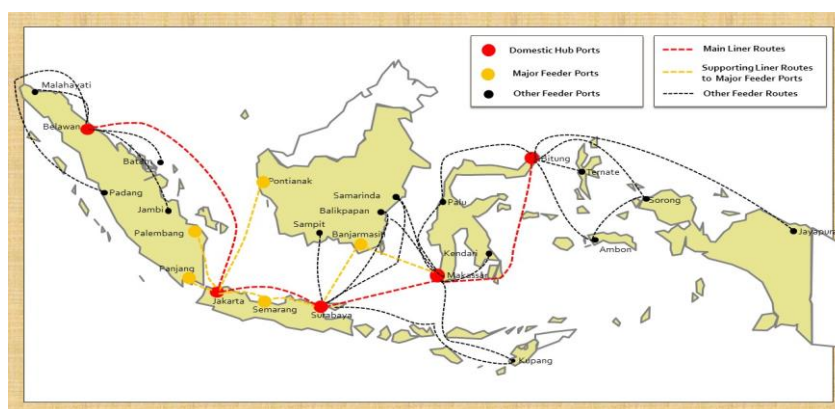 Domestic Hub Ports
Major Feeder Ports
Other Feeder Ports
Main Liner Routes
Supporting Liner Routes
to Major Feeder Ports
Other Feeder Routes
Malahayati
Belawan
Batam
Padang
Jambi
Palembang
Panjang
Jakarta
Semarang
Surabaya
Pontianak
Sampit
Samarinda
Balikpapan
Banjarmasin
Palu
Kendari
Makassar
Bitung
Ternate
Sorong
Ambon
Jayapura
Kupang